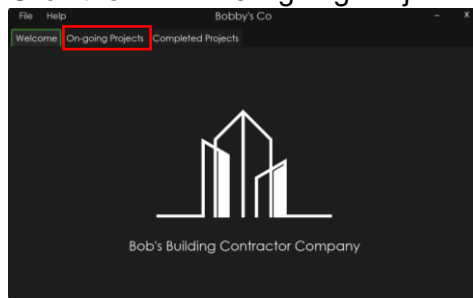 File Help Bobby's Co – x
Welcome On-going Projects Completed Projects
Bob's Building Contractor Company